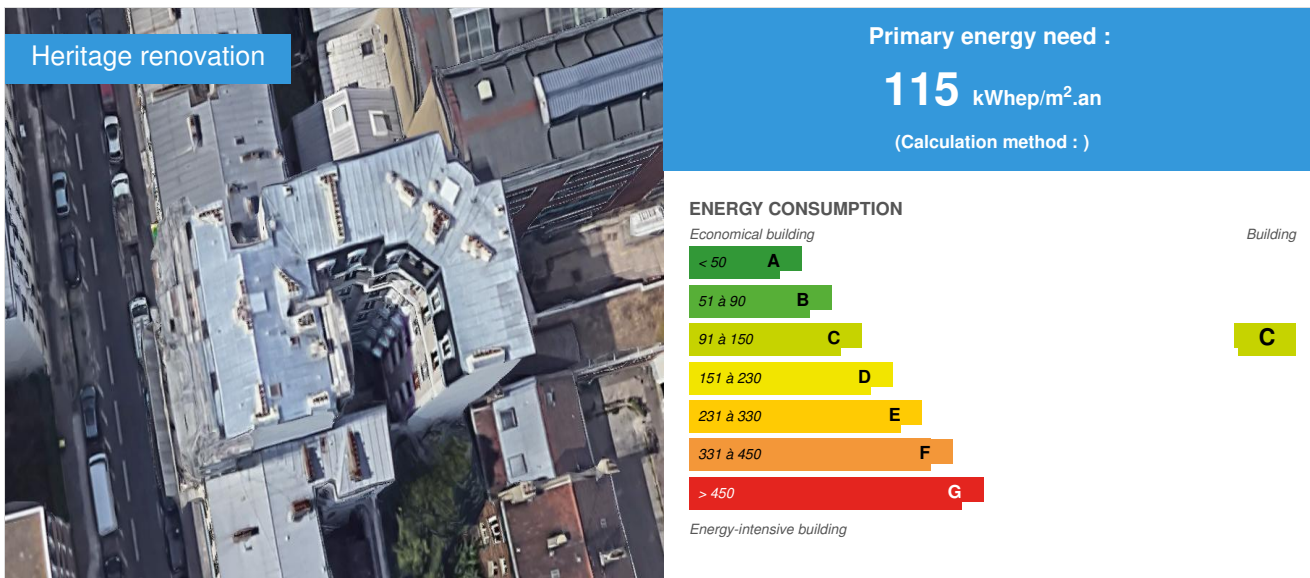 Heritage renovation
Primary energy need :
115 kWhep/m².an
(Calculation method : )
ENERGY CONSUMPTION
Economical building
Building
< 50 A
51 à 90 B
91 à 150 C
C
151 à 230 D
231 à 330 E
331 à 450 F
> 450 G
Energy-intensive building